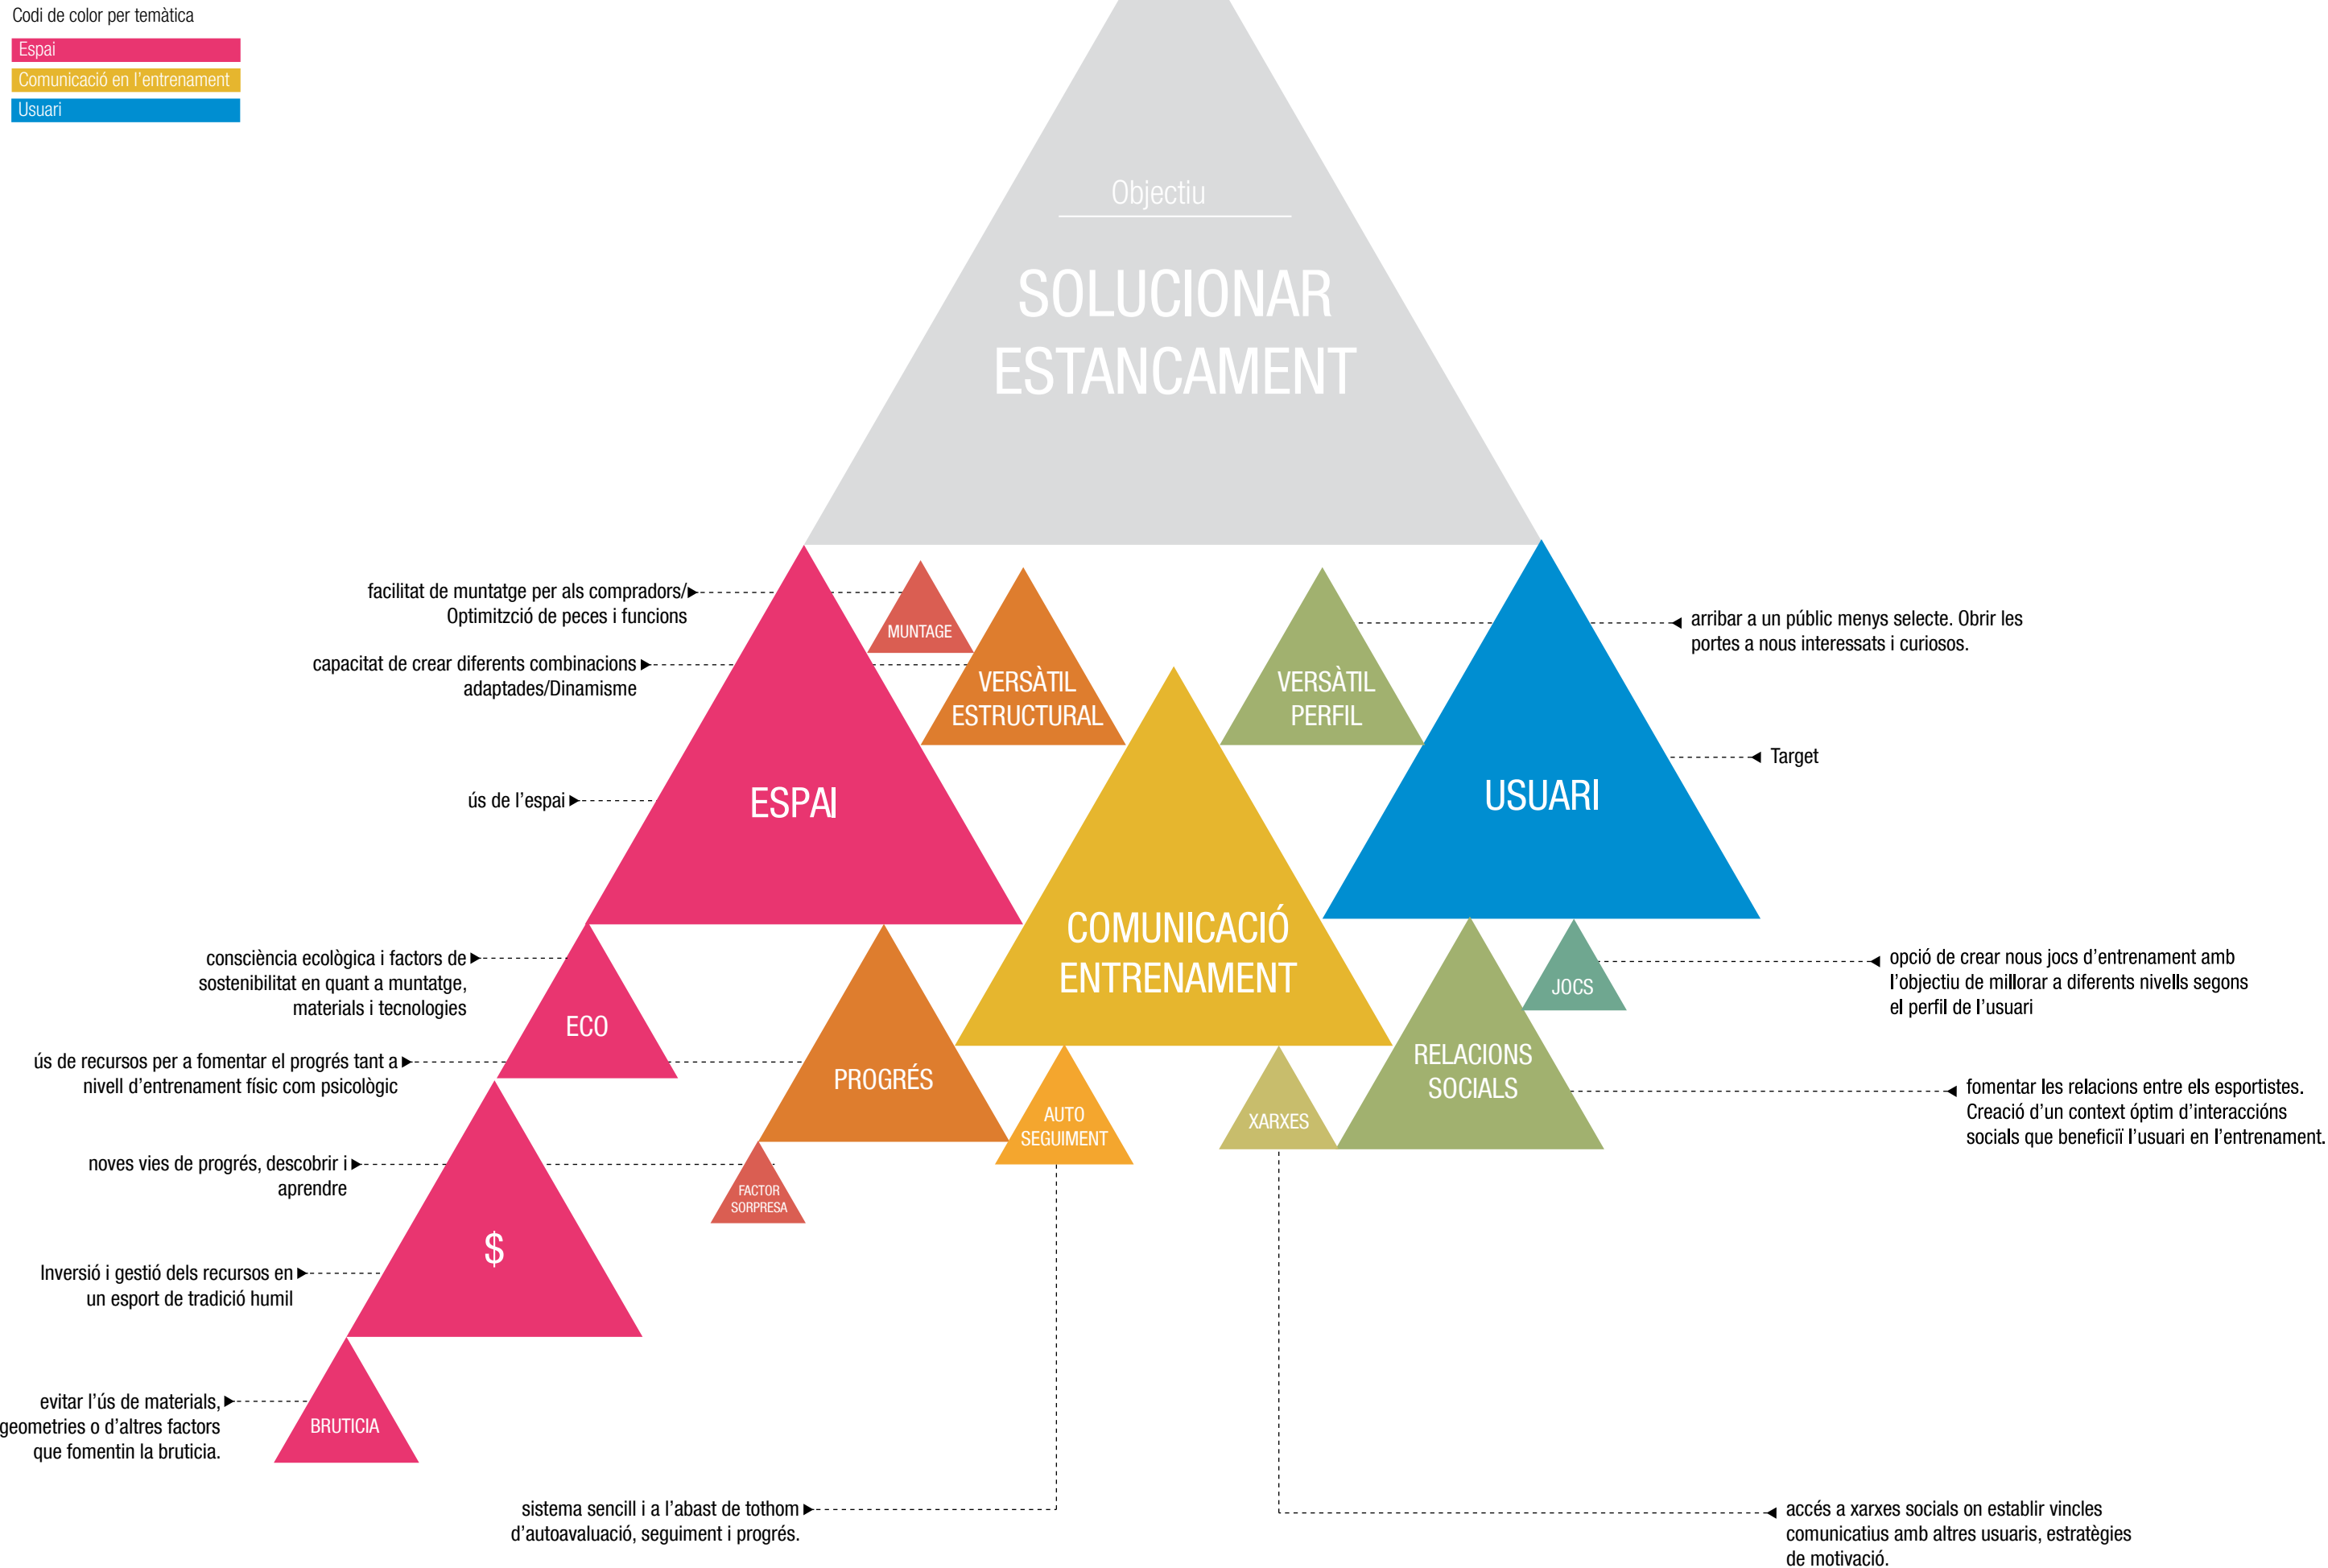 Codi de color per temàtica
Espai
Comunicació en l'entrenament
Usuari
Objectiu
SOLUCIONAR
ESTANCAMENT
facilitat de muntatge per als compradors/
Optimitzció de peces i funcions
MUNTAGE
capacitat de crear diferents combinacions
adaptades/Dinamisme
VERSÀTIL
ESTRUCTURAL
VERSÀTIL
PERFIL
arribar a un públic menys selecte. Obrir les
portes a nous interessats i curiosos.
Target
ús de l'espai
ESPAI
USUARI
COMUNICACIÓ
ENTRENAMENT
consciència ecològica i factors de
sostenibilitat en quant a muntatge,
materials i tecnologies
ECO
JOCS
opció de crear nous jocs d'entrenament amb
l'objectiu de millorar a diferents nivells segons
el perfil de l'usuari
ús de recursos per a fomentar el progrés tant a
nivell d'entrenament físic com psicològic
PROGRÉS
RELACIONS
SOCIALS
fomentar les relacions entre els esportistes.
Creació d'un context óptim d'interaccións
socials que beneficiï l'usuari en l'entrenament.
AUTO
SEGUIMENT
XARXES
noves vies de progrés, descobrir i
aprendre
FACTOR
SORPRESA
$
Inversió i gestió dels recursos en
un esport de tradició humil
evitar l'ús de materials,
geometries o d'altres factors
que fomentin la bruticia.
BRUTICIA
sistema sencill i a l'abast de tothom
d'autoavaluació, seguiment i progrés.
accés a xarxes socials on establir vincles
comunicatius amb altres usuaris, estratègies
de motivació.